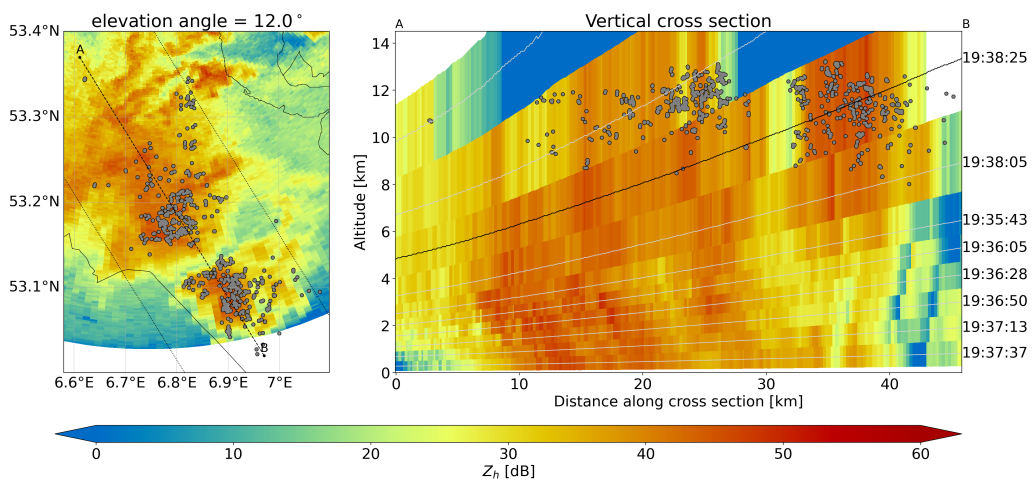 elevation angle = 12.0°
Vertical cross section
A
B
53.4°N
53.3°N
53.2°N
53.1°N
A
B
6.6°E 6.7°E 6.8°E 6.9°E 7°E
Altitude [km]
14
12
10
8
6
4
2
0
0 10 20 30 40
Distance along cross section [km]
19:38:25
19:38:05
19:35:43
19:36:05
19:36:28
19:36:50
19:37:13
19:37:37
0 10 20 30 40 50 60
Zh [dB]